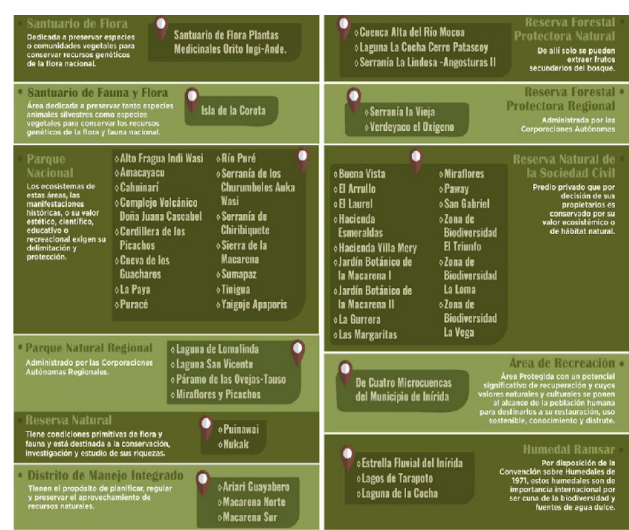 Santuario de Flora
Dedicada a preservar especies
o comunidades vegetales para
conservar recursos genéticos
de la flora nacional.
Santuario de Flora Plantas
Medicinales Orito Ingi-Ande.
Santuario de Fauna y Flora
Área dedicada a preservar tanto especies
animales silvestres como especies
vegetales para conservar los recursos
genéticos de la flora y fauna nacional.
Isla de la Corota
Parque
Nacional
Los ecosistemas de
estas áreas, las
manifestaciones
históricas, o su valor
estético, científico,
educativo o
recreacional exigen su
delimitación y
protección.
Alto Fragua Indi Wasi
Amacayacu
Cahuinarí
Complejo Volcánico
Doña Juana Cascabel
Cordillera de los
Picachos
Cueva de los
Guacharos
La Paya
Puracé
Río Puré
Serranía de los
Churumbelos Auka
Wasi
Serranía de
Chiribiquete
Sierra de la
Macarena
Sumapaz
Tinigua
Yaigoje Apaporis
Parque Natural Regional
Administrado por las Corporaciones
Autónomas Regionales.
Laguna de Lomalinda
Laguna San Vicente
Páramo de las Ovejas-Tauso
Miraflores y Picachos
Reserva Natural
Tiene condiciones primitivas de flora y
fauna y está destinada a la conservación,
investigación y estudio de sus riquezas.
Puinawai
Nukak
Distrito de Manejo Integrado
Tienen el propósito de planificar, regular
y preservar el aprovechamiento de
recursos naturales.
Ariari Guayabero
Macarena Norte
Macarena Sur
Cuenca Alta del Río Mocoa
Laguna La Cocha Cerro Patascoy
Serranía La Lindosa -Angosturas II
Reserva Forestal
Protectora Natural
De allí solo se pueden
extraer frutos
secundarios del bosque.
Serranía la Vieja
Verdeyaco el Oxígeno
Reserva Forestal
Protectora Regional
Administrada por las
Corporaciones Autónomas
Buena Vista
El Arrullo
El Laurel
Hacienda
Esmeraldas
Hacienda Villa Mery
Jardín Botánico de
la Macarena I
Jardín Botánico de
la Macarena II
La Gurrera
Las Margaritas
Miraflores
Paway
San Gabriel
Zona de
Biodiversidad
El Triunfo
Zona de
Biodiversidad
La Loma
Zona de
Biodiversidad
La Vega
Reserva Natural de
la Sociedad Civil
Predio privado que por
decisión de sus
propietarios es
conservado por su
valor ecosistémico o
de hábitat natural.
De Cuatro Microcuencas
del Municipio de Inírida
Área de Recreación
Área Protegida con un potencial
significativo de recuperación y cuyos
valores naturales y culturales se ponen
al alcance de la población humana
para destinarlos a su restauración, uso
sostenible, conocimiento y disfrute.
Estrella Fluvial del Inírida
Lagos de Tarapoto
Laguna de la Cocha
Humedal Ramsar
Por disposición de la
Convención sobre Humedales de
1971, estos humedales son de
importancia internacional por
ser cuna de la biodiversidad y
fuentes de agua dulce.